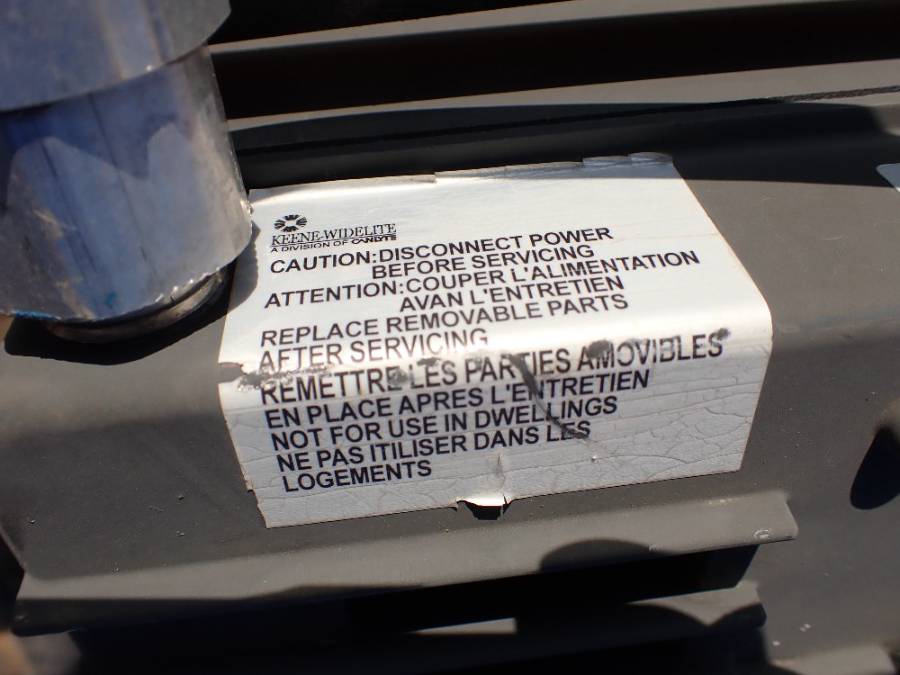 KEENE-WIDELITE
A DIVISION OF CANLYTE
CAUTION:DISCONNECT POWER
BEFORE SERVICING
ATTENTION:COUPER L'ALIMENTATION
AVAN L'ENTRETIEN
REPLACE REMOVABLE PARTS
AFTER SERVICING
REMETTRE LES PARTIES AMOVIBLES
EN PLACE APRES L'ENTRETIEN
NOT FOR USE IN DWELLINGS
NE PAS ITILISER DANS LES
LOGEMENTS